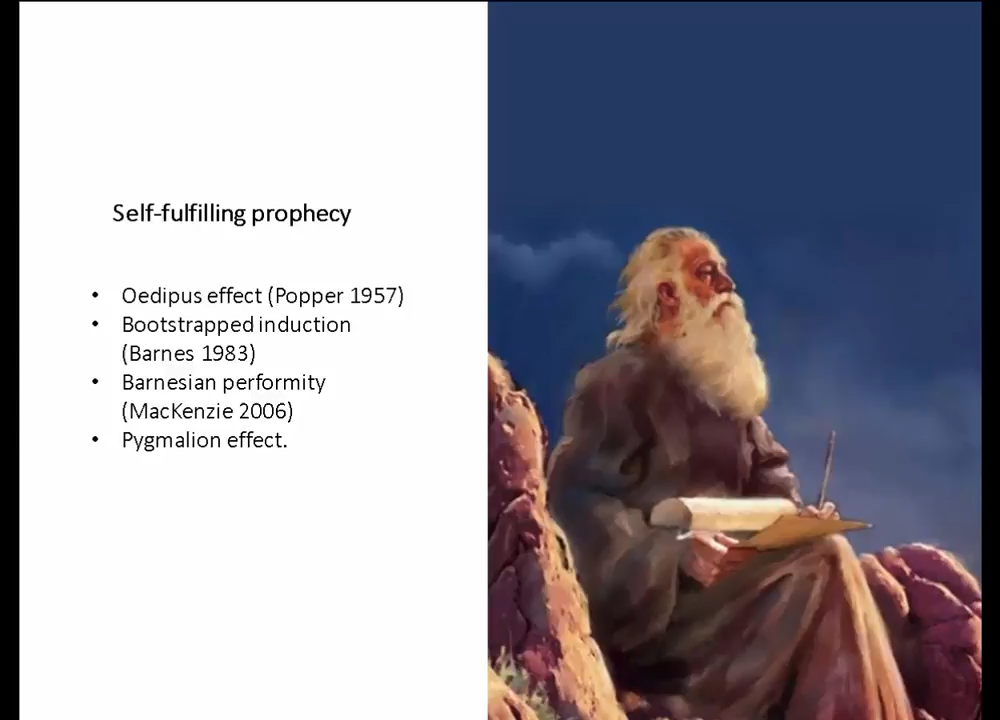 Self-fulfilling prophecy
• Oedipus effect (Popper 1957)
• Bootstrapped induction
(Barnes 1983)
• Barnesian performity
(MacKenzie 2006)
• Pygmalion effect.